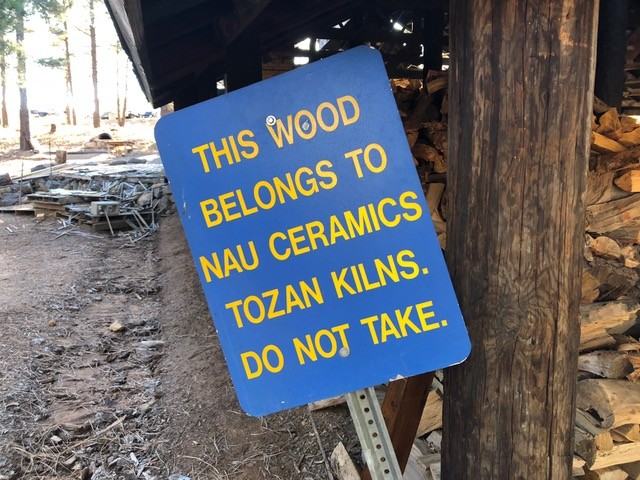 THIS WOOD
BELONGS TO
NAU CERAMICS
TOZAN KILNS.
DO NOT TAKE.